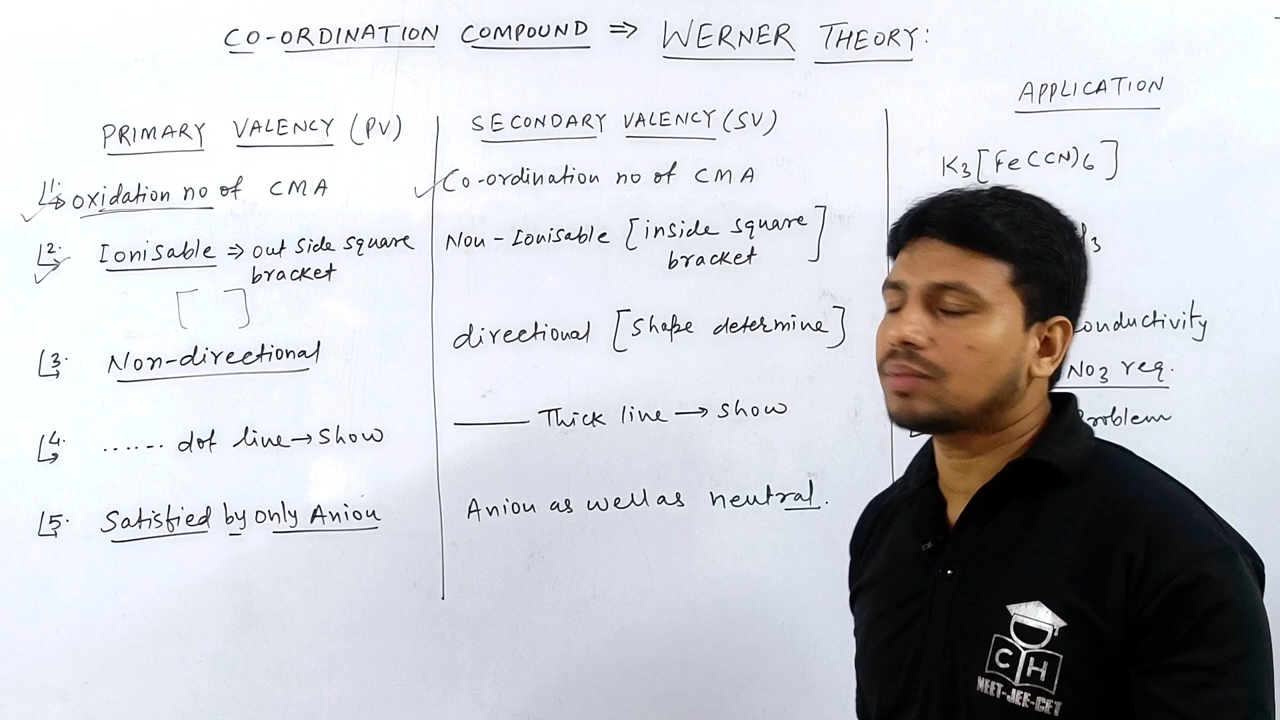 CO-ORDINATION COMPOUND ⇒ WERNER THEORY:
PRIMARY VALENCY (PV)
1. oxidation no of CMA
2. Ionisable ⇒ out side square
bracket
[ ]
3. Non-directional
4. ...... dot line → show
5. Satisfied by only Anion
SECONDARY VALENCY (SV)
Co-ordination no of CMA
Non-Ionisable [inside square
bracket]
directional [shape determine]
Thick line → show
Anion as well as neutral.
APPLICATION
K3[Fe(CN)6]
3
onductivity
NO3 req.
roblem
CH
NEET-JEE-CET